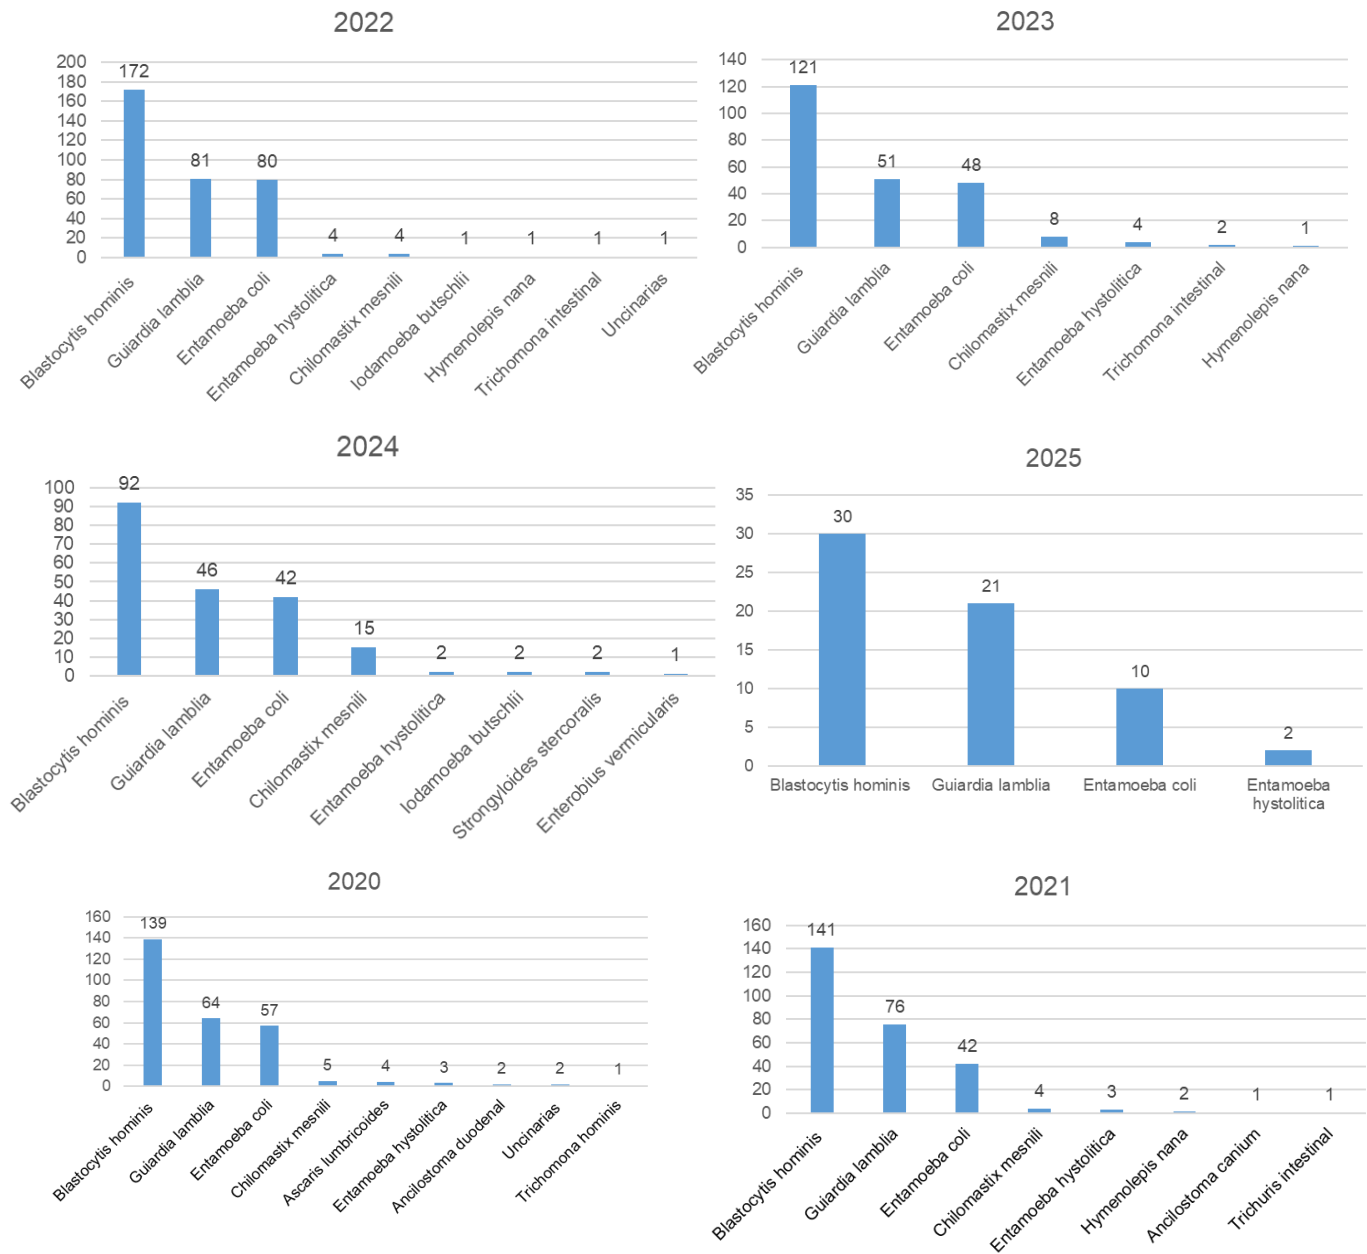 2022
200
180
160
140
120
100
80
60
40
20
0
172
81
80
4
4
1
1
1
1
Blastocytis hominis
Guiardia lamblia
Entamoeba coli
Entamoeba hystolitica
Chilomastix mesnili
Iodamoeba butschlii
Hymenolepis nana
Trichomona intestinal
Uncinarias
2023
140
120
100
80
60
40
20
0
121
51
48
8
4
2
1
Blastocytis hominis
Guiardia lamblia
Entamoeba coli
Chilomastix mesnili
Entamoeba hystolitica
Trichomona intestinal
Hymenolepis nana
2024
100
90
80
70
60
50
40
30
20
10
0
92
46
42
15
2
2
2
1
Blastocytis hominis
Guiardia lamblia
Entamoeba coli
Chilomastix mesnili
Entamoeba hystolitica
Iodamoeba butschlii
Strongyloides stercoralis
Enterobius vermicularis
2025
35
30
25
20
15
10
5
0
30
21
10
2
Blastocytis hominis
Guiardia lamblia
Entamoeba coli
Entamoeba
hystolitica
2020
160
140
120
100
80
60
40
20
0
139
64
57
5
4
3
2
2
1
Blastocytis hominis
Guiardia lamblia
Entamoeba coli
Chilomastix mesnili
Ascaris lumbricoides
Entamoeba hystolitica
Ancilostoma duodenal
Uncinarias
Trichomona hominis
2021
160
140
120
100
80
60
40
20
0
141
76
42
4
3
2
1
1
Blastocytis hominis
Guiardia lamblia
Entamoeba coli
Chilomastix mesnili
Entamoeba hystolitica
Hymenolepis nana
Ancilostoma canium
Trichuris intestinal